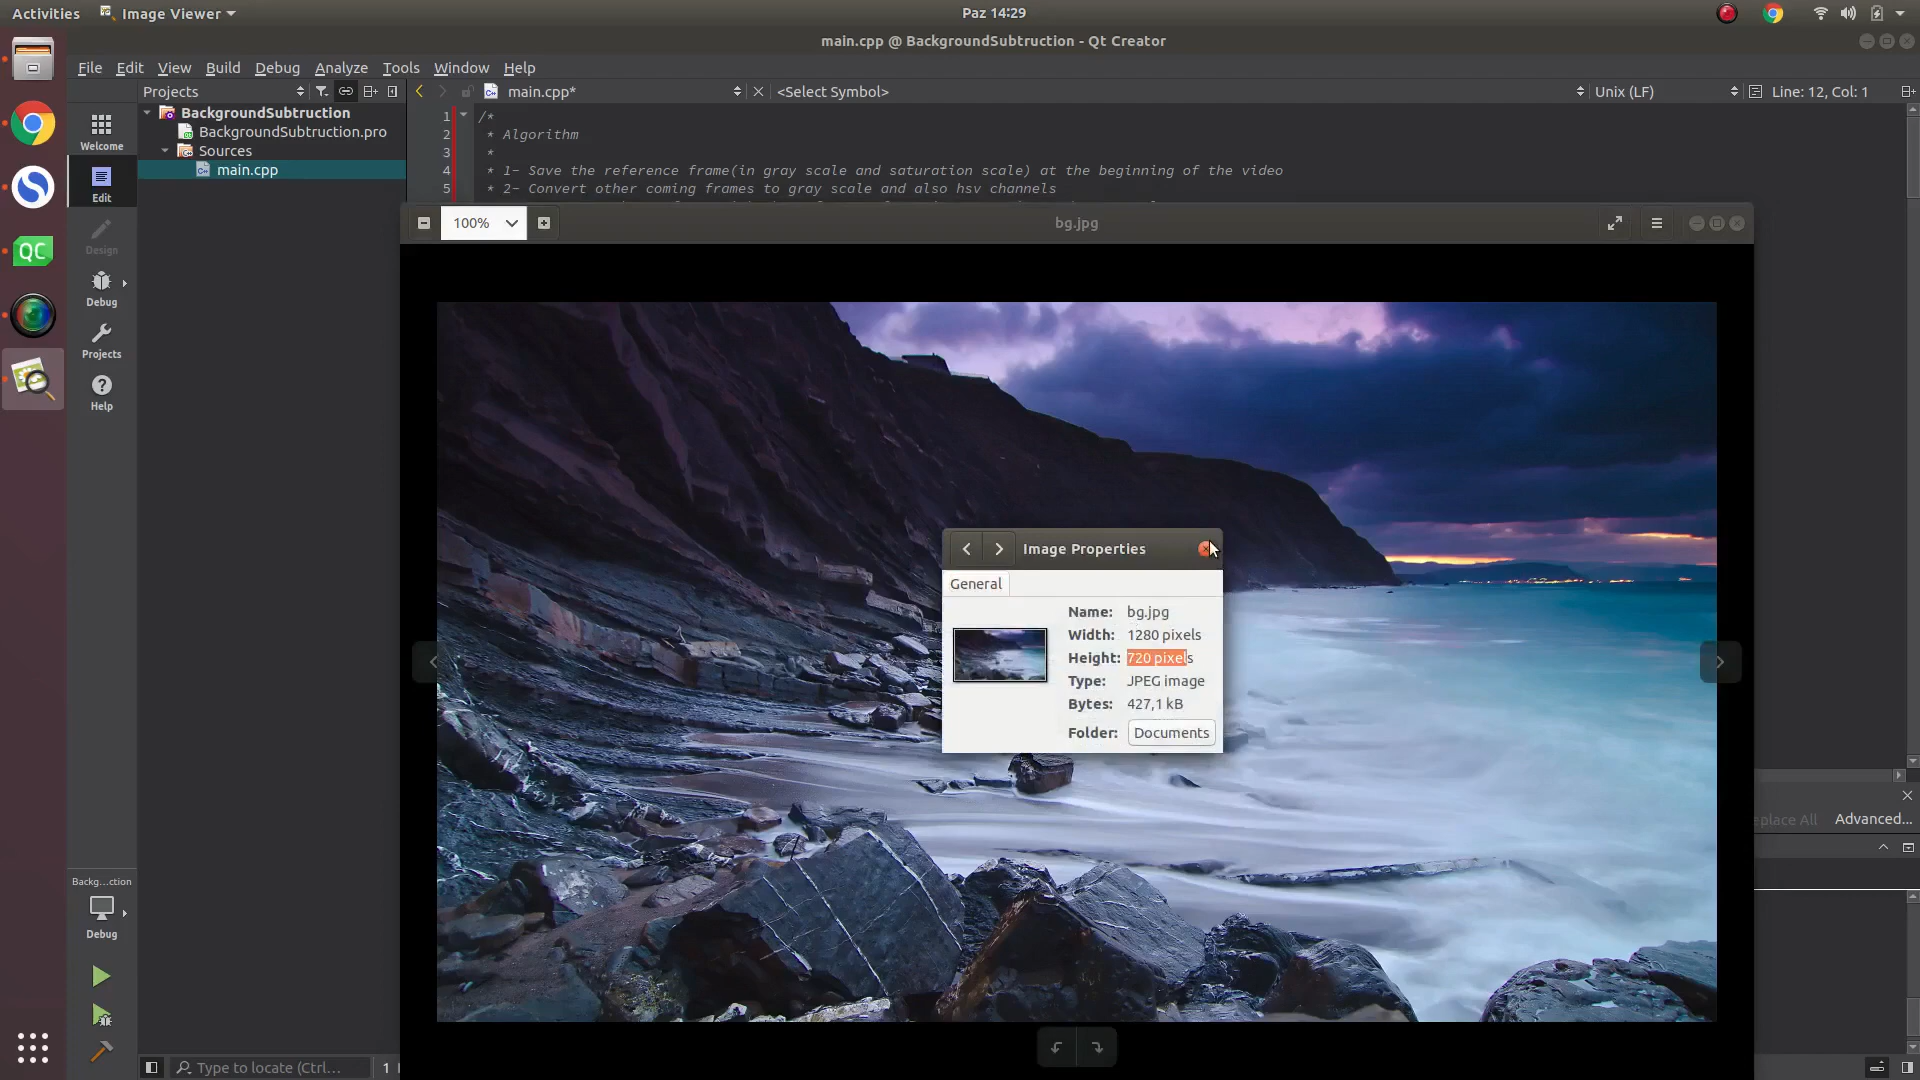 Activities
Image Viewer
Paz 14:29
main.cpp @ BackgroundSubtruction - Qt Creator
File Edit View Build Debug Analyze Tools Window Help
Projects
main.cpp*
<Select Symbol>
Unix (LF)
Line: 12, Col: 1
Welcome
Edit
Design
Debug
Projects
Help
BackgroundSubtruction
BackgroundSubtruction.pro
Sources
main.cpp
1 /*
2 * Algorithm
3 *
4 * 1- Save the reference frame(in gray scale and saturation scale) at the beginning of the video
5 * 2- Convert other coming frames to gray scale and also hsv channels
100%
bg.jpg
Image Properties
General
Name: bg.jpg
Width: 1280 pixels
Height: 720 pixels
Type: JPEG image
Bytes: 427,1 kB
Folder: Documents
Advanced...
Backg...ction
Debug
Type to locate (Ctrl...
1
QC